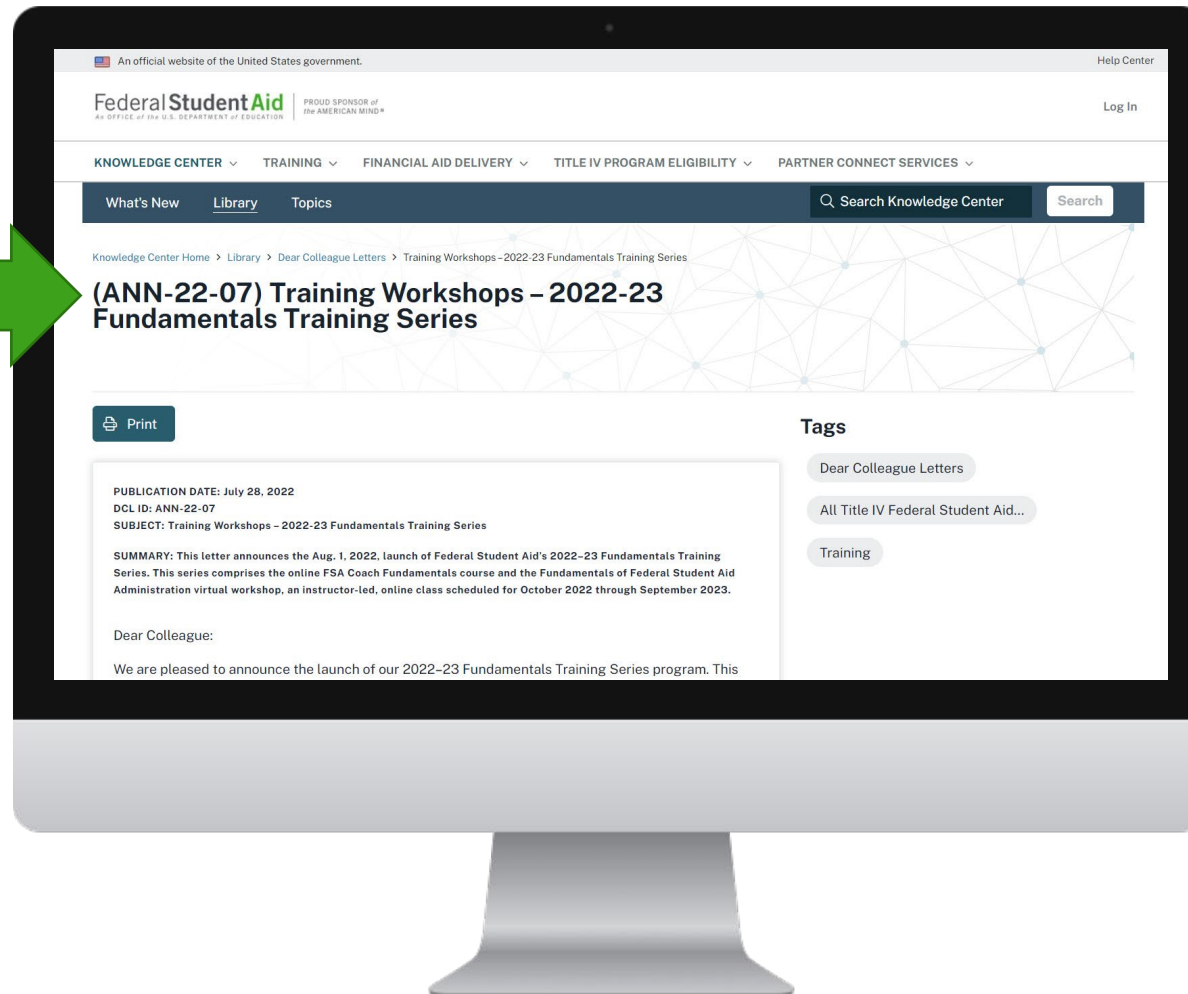 An official website of the United States government. Help Center
Federal Student Aid PROUD SPONSOR of
An OFFICE of the U.S. DEPARTMENT of EDUCATION the AMERICAN MIND®
Log In
KNOWLEDGE CENTER TRAINING FINANCIAL AID DELIVERY TITLE IV PROGRAM ELIGIBILITY PARTNER CONNECT SERVICES
What's New Library Topics Search Knowledge Center Search
Knowledge Center Home > Library > Dear Colleague Letters > Training Workshops – 2022-23 Fundamentals Training Series
(ANN-22-07) Training Workshops – 2022-23
Fundamentals Training Series
Print
PUBLICATION DATE: July 28, 2022
DCL ID: ANN-22-07
SUBJECT: Training Workshops – 2022-23 Fundamentals Training Series
SUMMARY: This letter announces the Aug. 1, 2022, launch of Federal Student Aid's 2022–23 Fundamentals Training
Series. This series comprises the online FSA Coach Fundamentals course and the Fundamentals of Federal Student Aid
Administration virtual workshop, an instructor-led, online class scheduled for October 2022 through September 2023.
Dear Colleague:
We are pleased to announce the launch of our 2022–23 Fundamentals Training Series program. This
Tags
Dear Colleague Letters
All Title IV Federal Student Aid...
Training